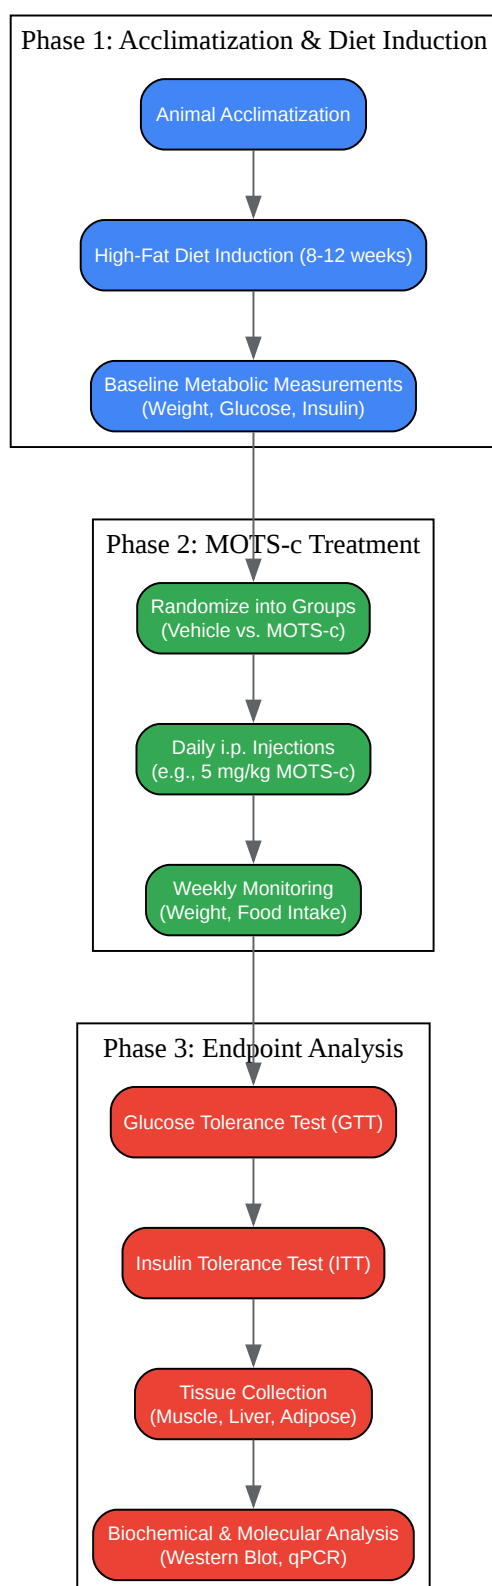 Phase 1: Acclimatization & Diet Induction
Animal Acclimatization
High-Fat Diet Induction (8-12 weeks)
Baseline Metabolic Measurements
(Weight, Glucose, Insulin)
Phase 2: MOTS-c Treatment
Randomize into Groups
(Vehicle vs. MOTS-c)
Daily i.p. Injections
(e.g., 5 mg/kg MOTS-c)
Weekly Monitoring
(Weight, Food Intake)
Phase 3: Endpoint Analysis
Glucose Tolerance Test (GTT)
Insulin Tolerance Test (ITT)
Tissue Collection
(Muscle, Liver, Adipose)
Biochemical & Molecular Analysis
(Western Blot, qPCR)